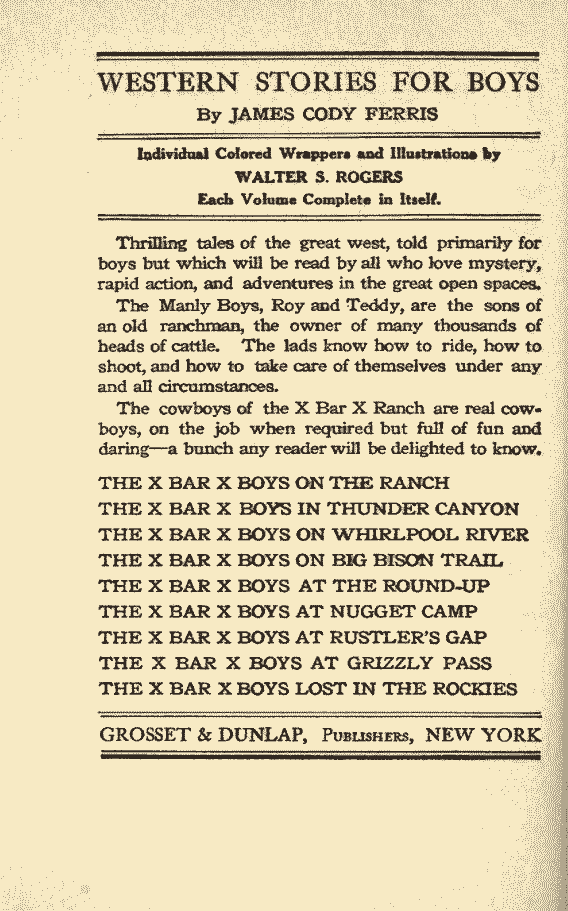 WESTERN STORIES FOR BOYS
By JAMES CODY FERRIS
Individual Colored Wrappers and Illustrations by
WALTER S. ROGERS
Each Volume Complete in Itself.
Thrilling tales of the great west, told primarily for
boys but which will be read by all who love mystery,
rapid action, and adventures in the great open spaces.
The Manly Boys, Roy and Teddy, are the sons of
an old ranchman, the owner of many thousands of
heads of cattle. The lads know how to ride, how to
shoot, and how to take care of themselves under any
and all circumstances.
The cowboys of the X Bar X Ranch are real cow-
boys, on the job when required but full of fun and
daring—a bunch any reader will be delighted to know.
THE X BAR X BOYS ON THE RANCH
THE X BAR X BOYS IN THUNDER CANYON
THE X BAR X BOYS ON WHIRLPOOL RIVER
THE X BAR X BOYS ON BIG BISON TRAIL
THE X BAR X BOYS AT THE ROUND-UP
THE X BAR X BOYS AT NUGGET CAMP
THE X BAR X BOYS AT RUSTLER'S GAP
THE X BAR X BOYS AT GRIZZLY PASS
THE X BAR X BOYS LOST IN THE ROCKIES
GROSSET & DUNLAP, PUBLISHERS, NEW YORK